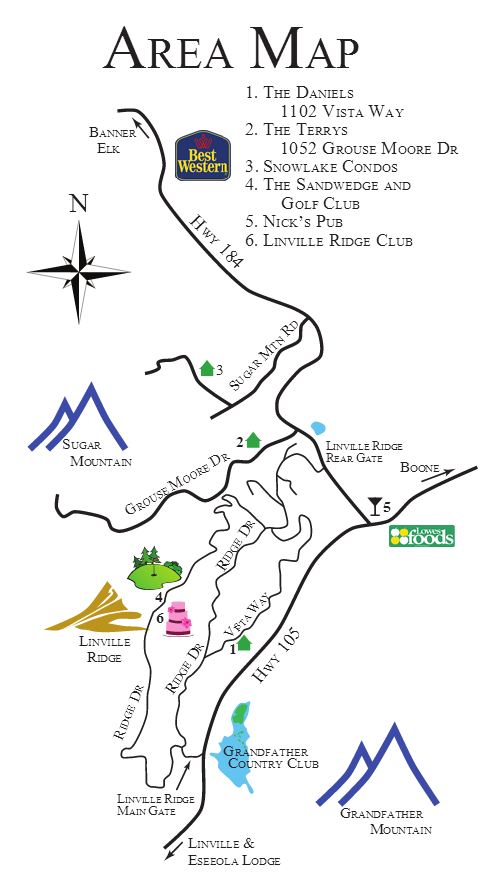 Area Map
1. The Daniels
1102 Vista Way
2. The Terrys
1052 Grouse Moore Dr
3. Snowlake Condos
4. The Sandwedge and
Golf Club
5. Nick's Pub
6. Linville Ridge Club
Banner
Elk
Best
Western
N
Hwy 184
Sugar Mtn Rd
3
Sugar
Mountain
2
Grouse Moore Dr
Linville Ridge
Rear Gate
Boone
5
Lowes
foods
Ridge Dr
4
6
Linville
Ridge
Vista Way
1
Hwy 105
Ridge Dr
Ridge Dr
Grandfather
Country Club
Linville Ridge
Main Gate
Grandfather
Mountain
Linville &
Eseeola Lodge